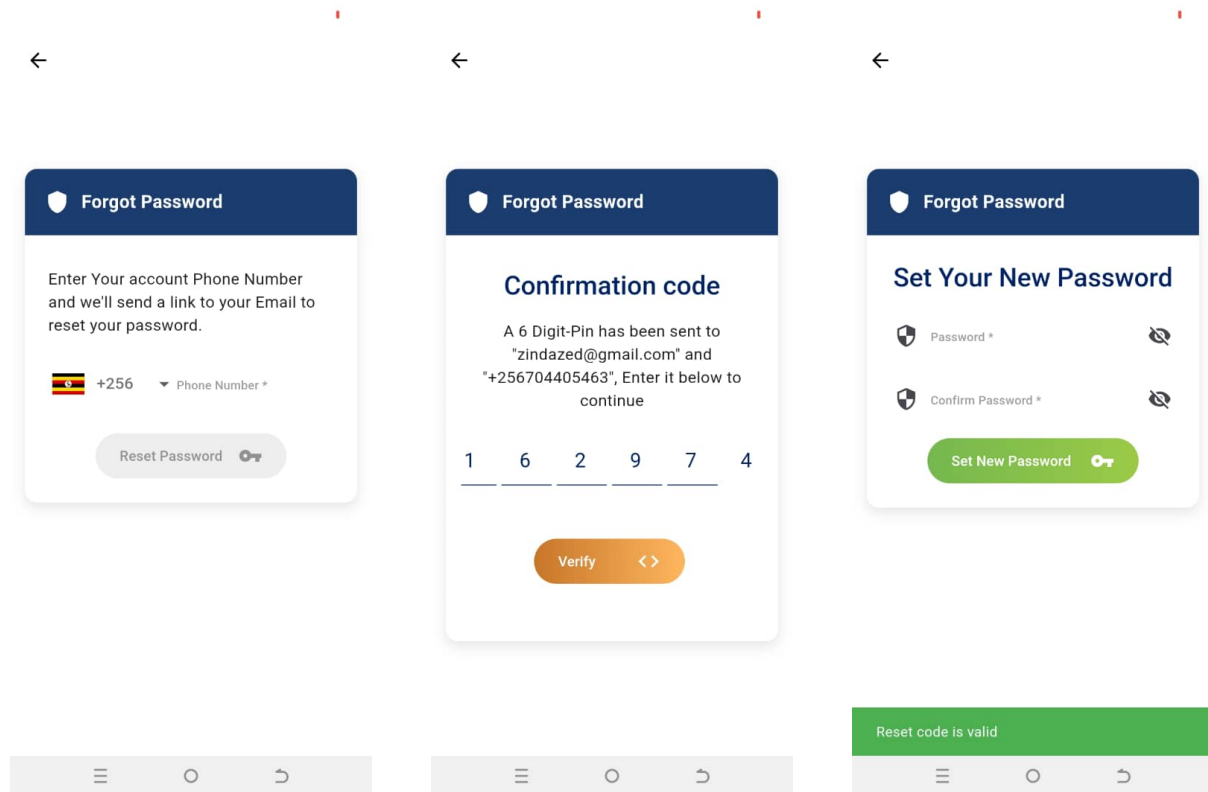 Forgot Password
Enter Your account Phone Number
and we'll send a link to your Email to
reset your password.
+256 Phone Number *
Reset Password
Forgot Password
Confirmation code
A 6 Digit-Pin has been sent to
"zindazed@gmail.com" and
"+256704405463", Enter it below to
continue
1 6 2 9 7 4
Verify
Forgot Password
Set Your New Password
Password *
Confirm Password *
Set New Password
Reset code is valid